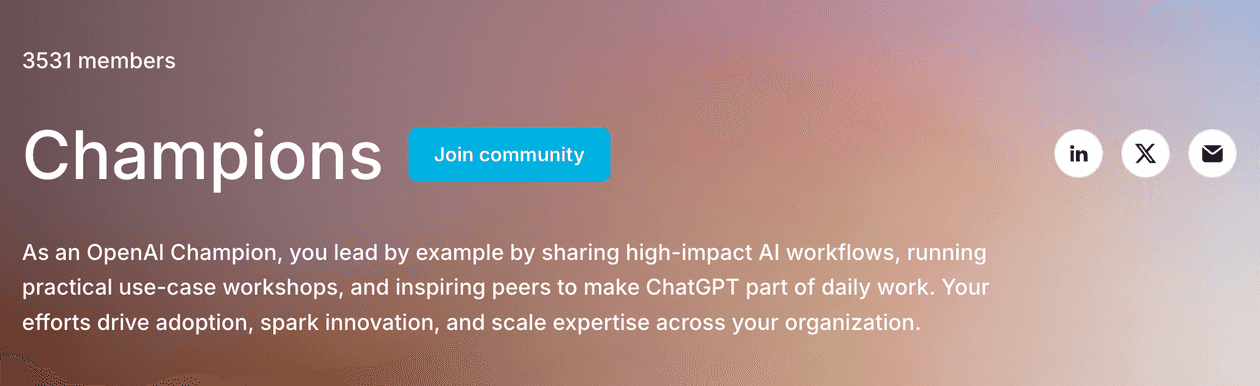 3531 members
Champions
Join community
in
X
As an OpenAI Champion, you lead by example by sharing high-impact AI workflows, running
practical use-case workshops, and inspiring peers to make ChatGPT part of daily work. Your
efforts drive adoption, spark innovation, and scale expertise across your organization.